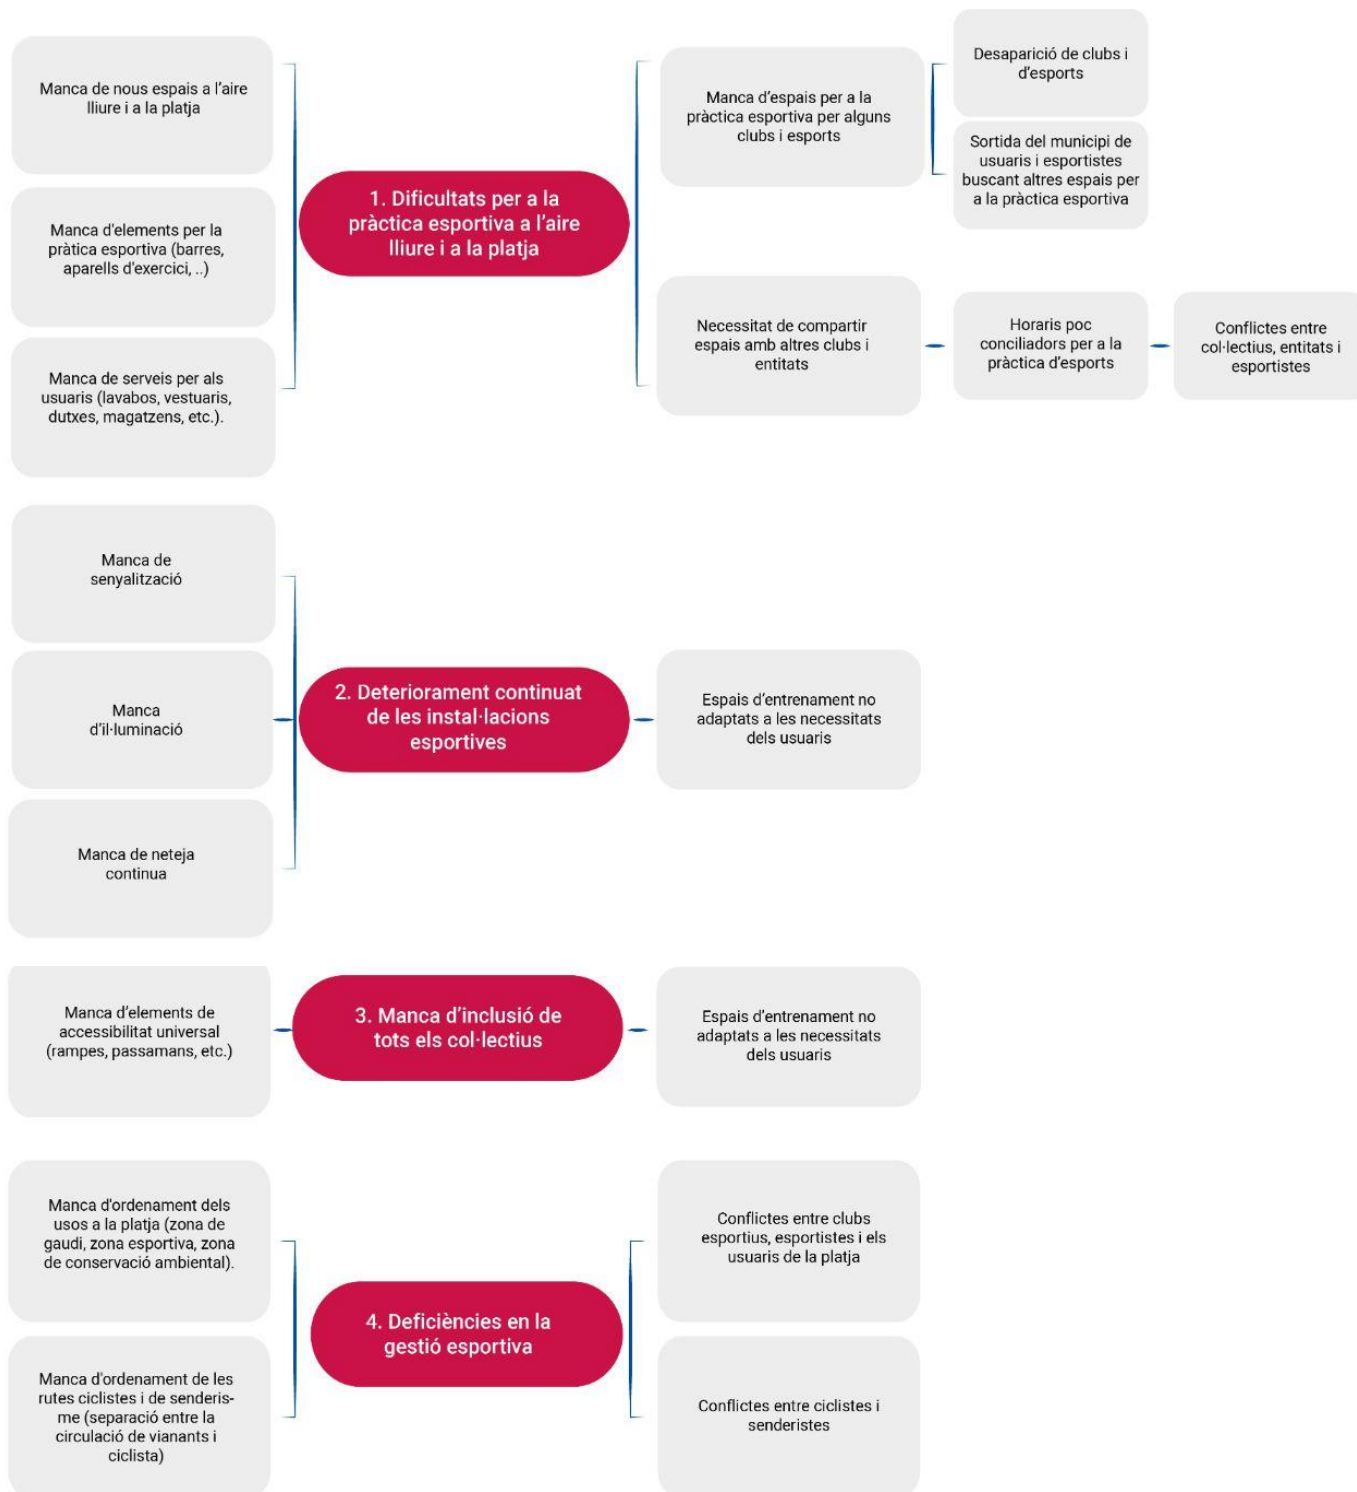 Manca de nous espais a l'aire
lliure i a la platja
Manca d'elements per la
pràtica esportiva (barres,
aparells d'exercici, ..)
Manca de serveis per als
usuaris (lavabos, vestuaris,
dutxes, magatzens, etc.).
1. Dificultats per a la
pràctica esportiva a l'aire
lliure i a la platja
Manca d'espais per a la
pràctica esportiva per alguns
clubs i esports
Desaparició de clubs i
d'esports
Sortida del municipi de
usuaris i esportistes
buscant altres espais per
a la pràctica esportiva
Necessitat de compartir
espais amb altres clubs i
entitats
Horaris poc
conciliadors per a la
pràctica d'esports
Conflictes entre
col·lectius, entitats i
esportistes
Manca de
senyalització
Manca
d'il·luminació
Manca de neteja
continua
2. Deteriorament continuat
de les instal·lacions
esportives
Espais d'entrenament no
adaptats a les necessitats
dels usuaris
Manca d'elements de
accessibilitat universal
(rampes, passamans, etc.)
3. Manca d'inclusió de
tots els col·lectius
Espais d'entrenament no
adaptats a les necessitats
dels usuaris
Manca d'ordenament dels
usos a la platja (zona de
gaudi, zona esportiva, zona
de conservació ambiental).
Manca d'ordenament de les
rutes ciclistes i de senderis-
me (separació entre la
circulació de vianants i
ciclista)
4. Deficiències en la
gestió esportiva
Conflictes entre clubs
esportius, esportistes i els
usuaris de la platja
Conflictes entre ciclistes i
senderistes